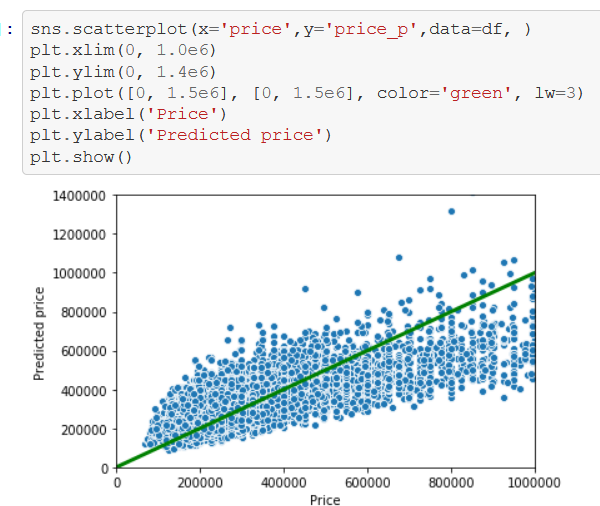 :
sns.scatterplot(x='price',y='price_p',data=df, )
plt.xlim(0, 1.0e6)
plt.ylim(0, 1.4e6)
plt.plot([0, 1.5e6], [0, 1.5e6], color='green', lw=3)
plt.xlabel('Price')
plt.ylabel('Predicted price')
plt.show()
1400000
1200000
1000000
800000
600000
400000
200000
0
Predicted price
0 200000 400000 600000 800000 1000000
Price